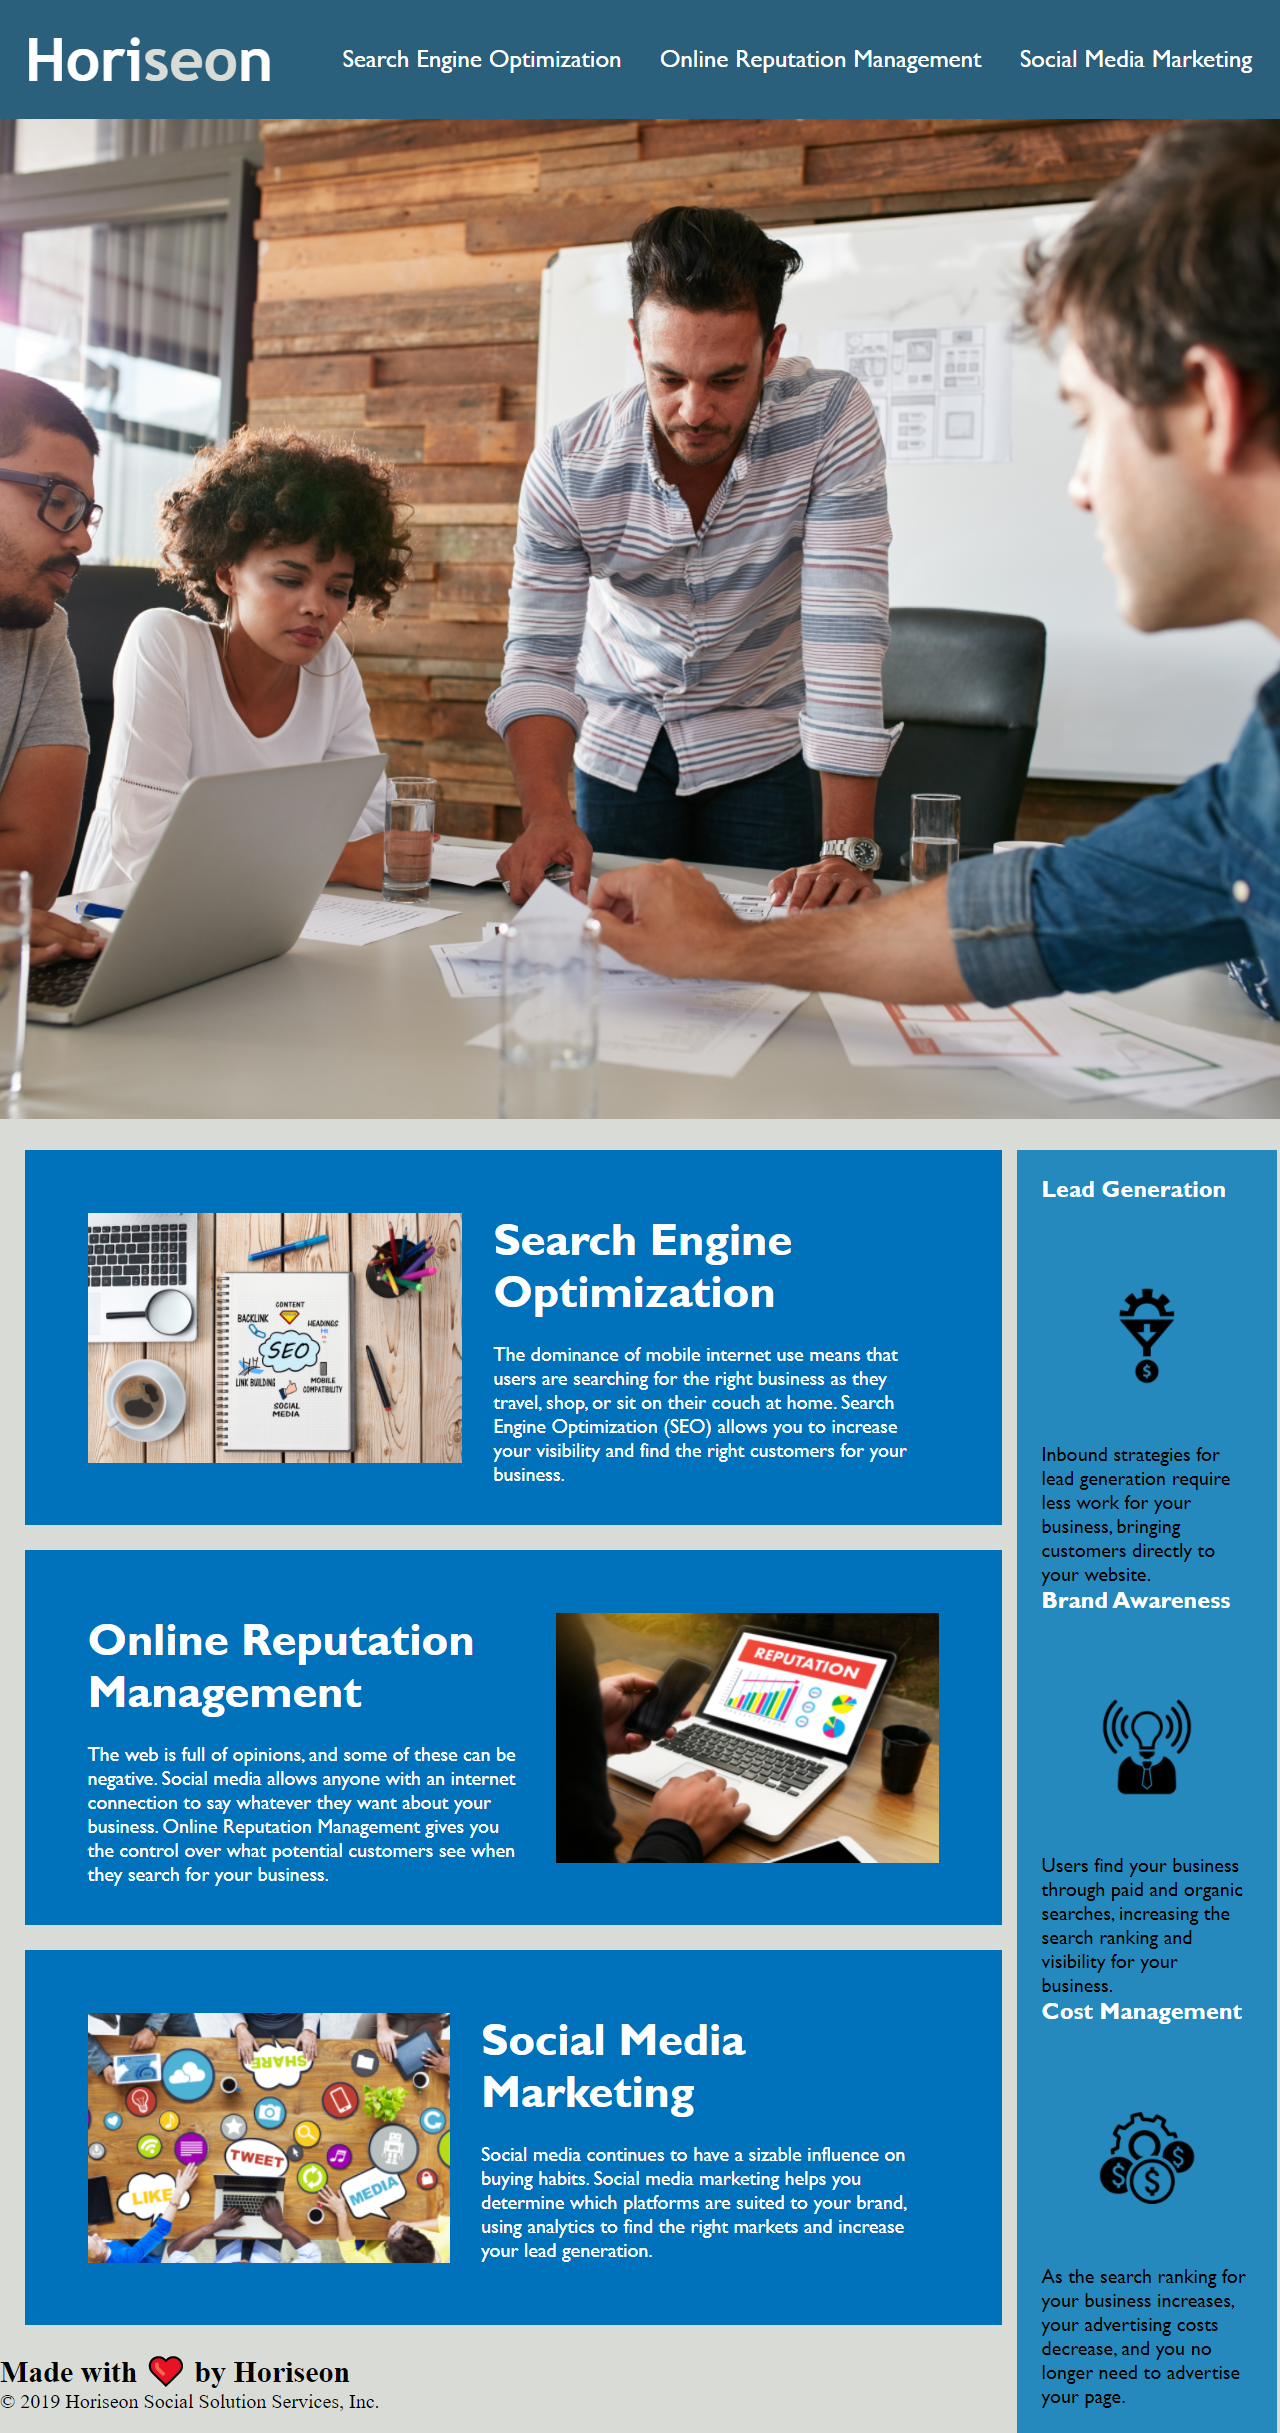 Horiseon
Search Engine Optimization
Online Reputation Management
Social Media Marketing
Search Engine
Optimization
The dominance of mobile internet use means that
users are searching for the right business as they
travel, shop, or sit on their couch at home. Search
Engine Optimization (SEO) allows you to increase
your visibility and find the right customers for your
business.
CONTENT
BACKLINK
HEADINGS
SEO
LINK BUILDING
MOBILE
COMPATIBILITY
SOCIAL
MEDIA
Online Reputation
Management
The web is full of opinions, and some of these can be
negative. Social media allows anyone with an internet
connection to say whatever they want about your
business. Online Reputation Management gives you
the control over what potential customers see when
they search for your business.
REPUTATION
Social Media
Marketing
Social media continues to have a sizable influence on
buying habits. Social media marketing helps you
determine which platforms are suited to your brand,
using analytics to find the right markets and increase
your lead generation.
SHARE
TWEET
LIKE
MEDIA
Lead Generation
$
Inbound strategies for
lead generation require
less work for your
business, bringing
customers directly to
your website.
Brand Awareness
Users find your business
through paid and organic
searches, increasing the
search ranking and
visibility for your
business.
Cost Management
$ $ $
As the search ranking for
your business increases,
your advertising costs
decrease, and you no
longer need to advertise
your page.
Made with ❤️ by Horiseon
© 2019 Horiseon Social Solution Services, Inc.